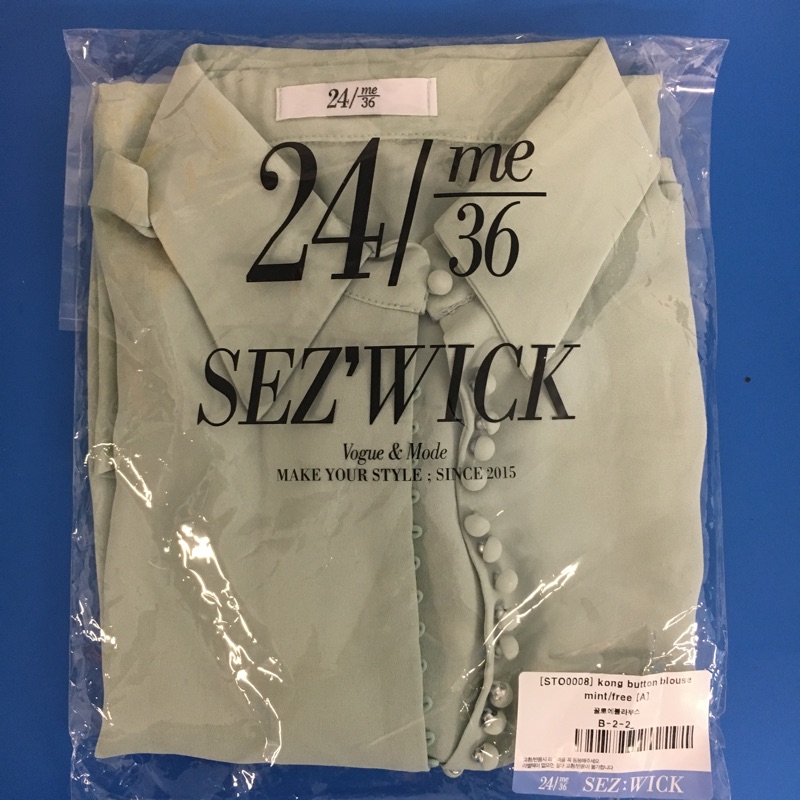 24/me
36
24/me
36
SEZ'WICK
Vogue & Mode
MAKE YOUR STYLE ; SINCE 2015
[STO0008] kong button blouse
mint/free [A]
B-2-2
24/me
36 SEZ:WICK